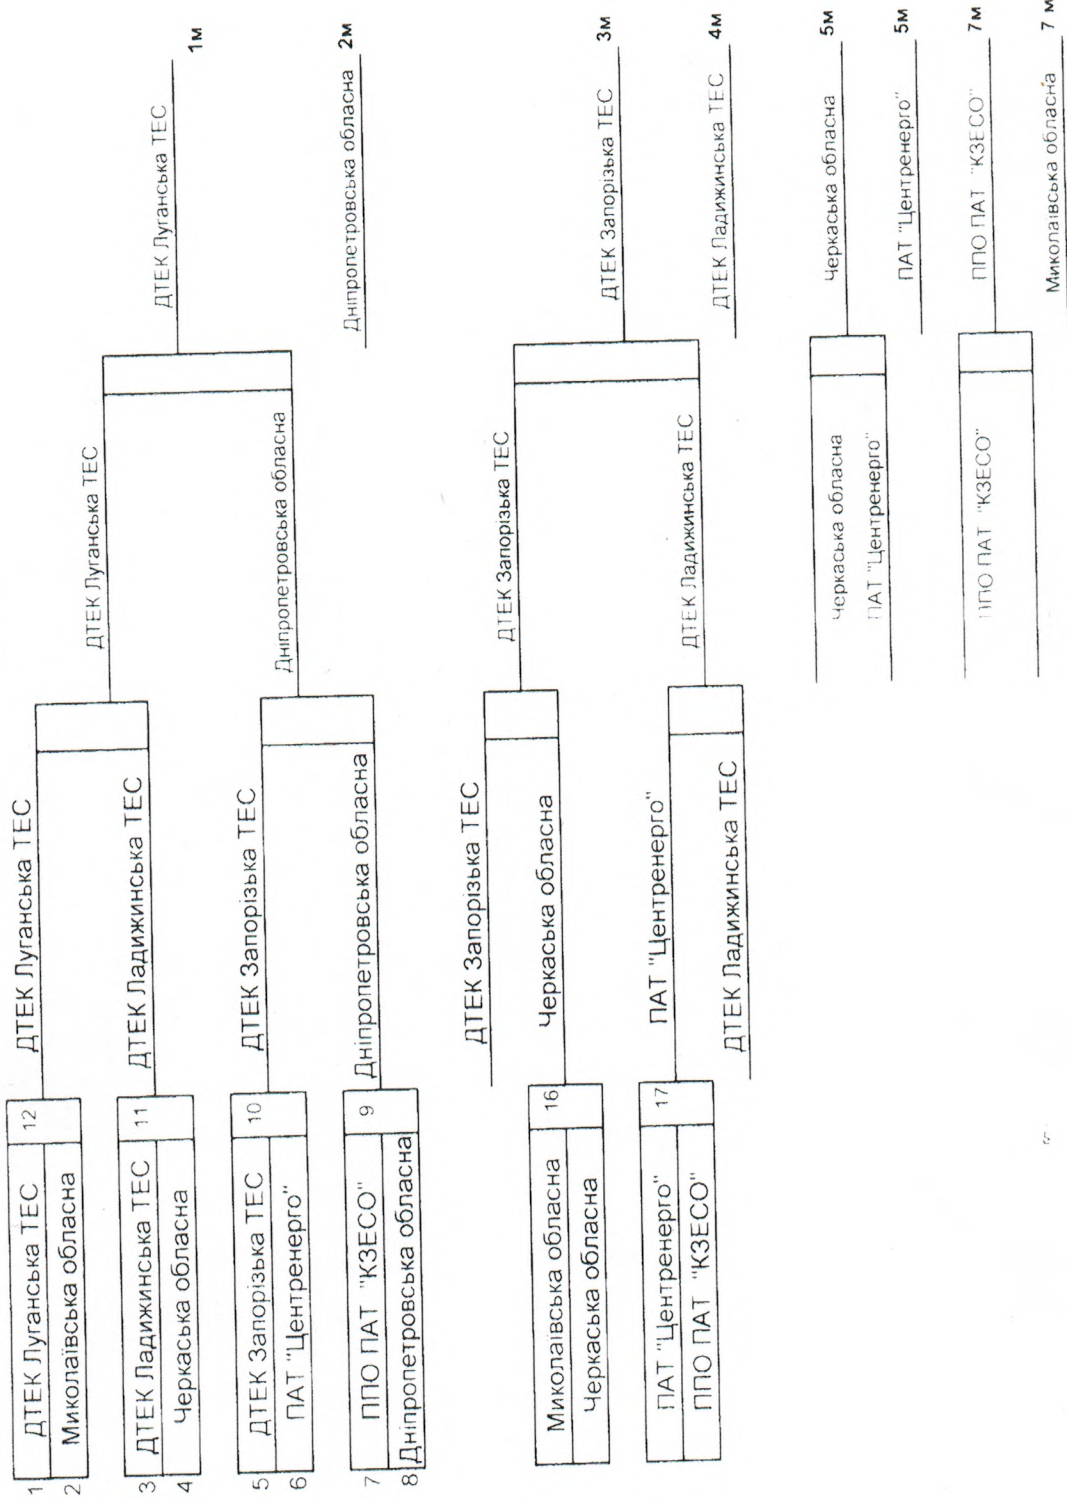 1 ДТЕК Луганська ТЕС 12
2 Миколаївська обласна
ДТЕК Луганська ТЕС
3 ДТЕК Ладижинська ТЕС 11
4 Черкаська обласна
ДТЕК Ладижинська ТЕС
ДТЕК Луганська ТЕС
5 ДТЕК Запорізька ТЕС 10
6 ПАТ "Центренерго"
ДТЕК Запорізька ТЕС
7 ППО ПАТ "КЗЕСО" 9
8 Дніпропетровська обласна
Дніпропетровська обласна
Дніпропетровська обласна
ДТЕК Луганська ТЕС 1м
Дніпропетровська обласна 2м
ДТЕК Запорізька ТЕС
Миколаївська обласна 16
Черкаська обласна
Черкаська обласна
ДТЕК Запорізька ТЕС
ПАТ "Центренерго" 17
ППО ПАТ "КЗЕСО"
ПАТ "Центренерго"
ДТЕК Ладижинська ТЕС
ДТЕК Ладижинська ТЕС
ДТЕК Запорізька ТЕС 3м
ДТЕК Ладижинська ТЕС 4м
Черкаська обласна
ПАТ "Центренерго"
Черкаська обласна 5м
ПАТ "Центренерго" 5м
ППО ПАТ "КЗЕСО"
ППО ПАТ "КЗЕСО" 7м
Миколаївська обласна 7 м